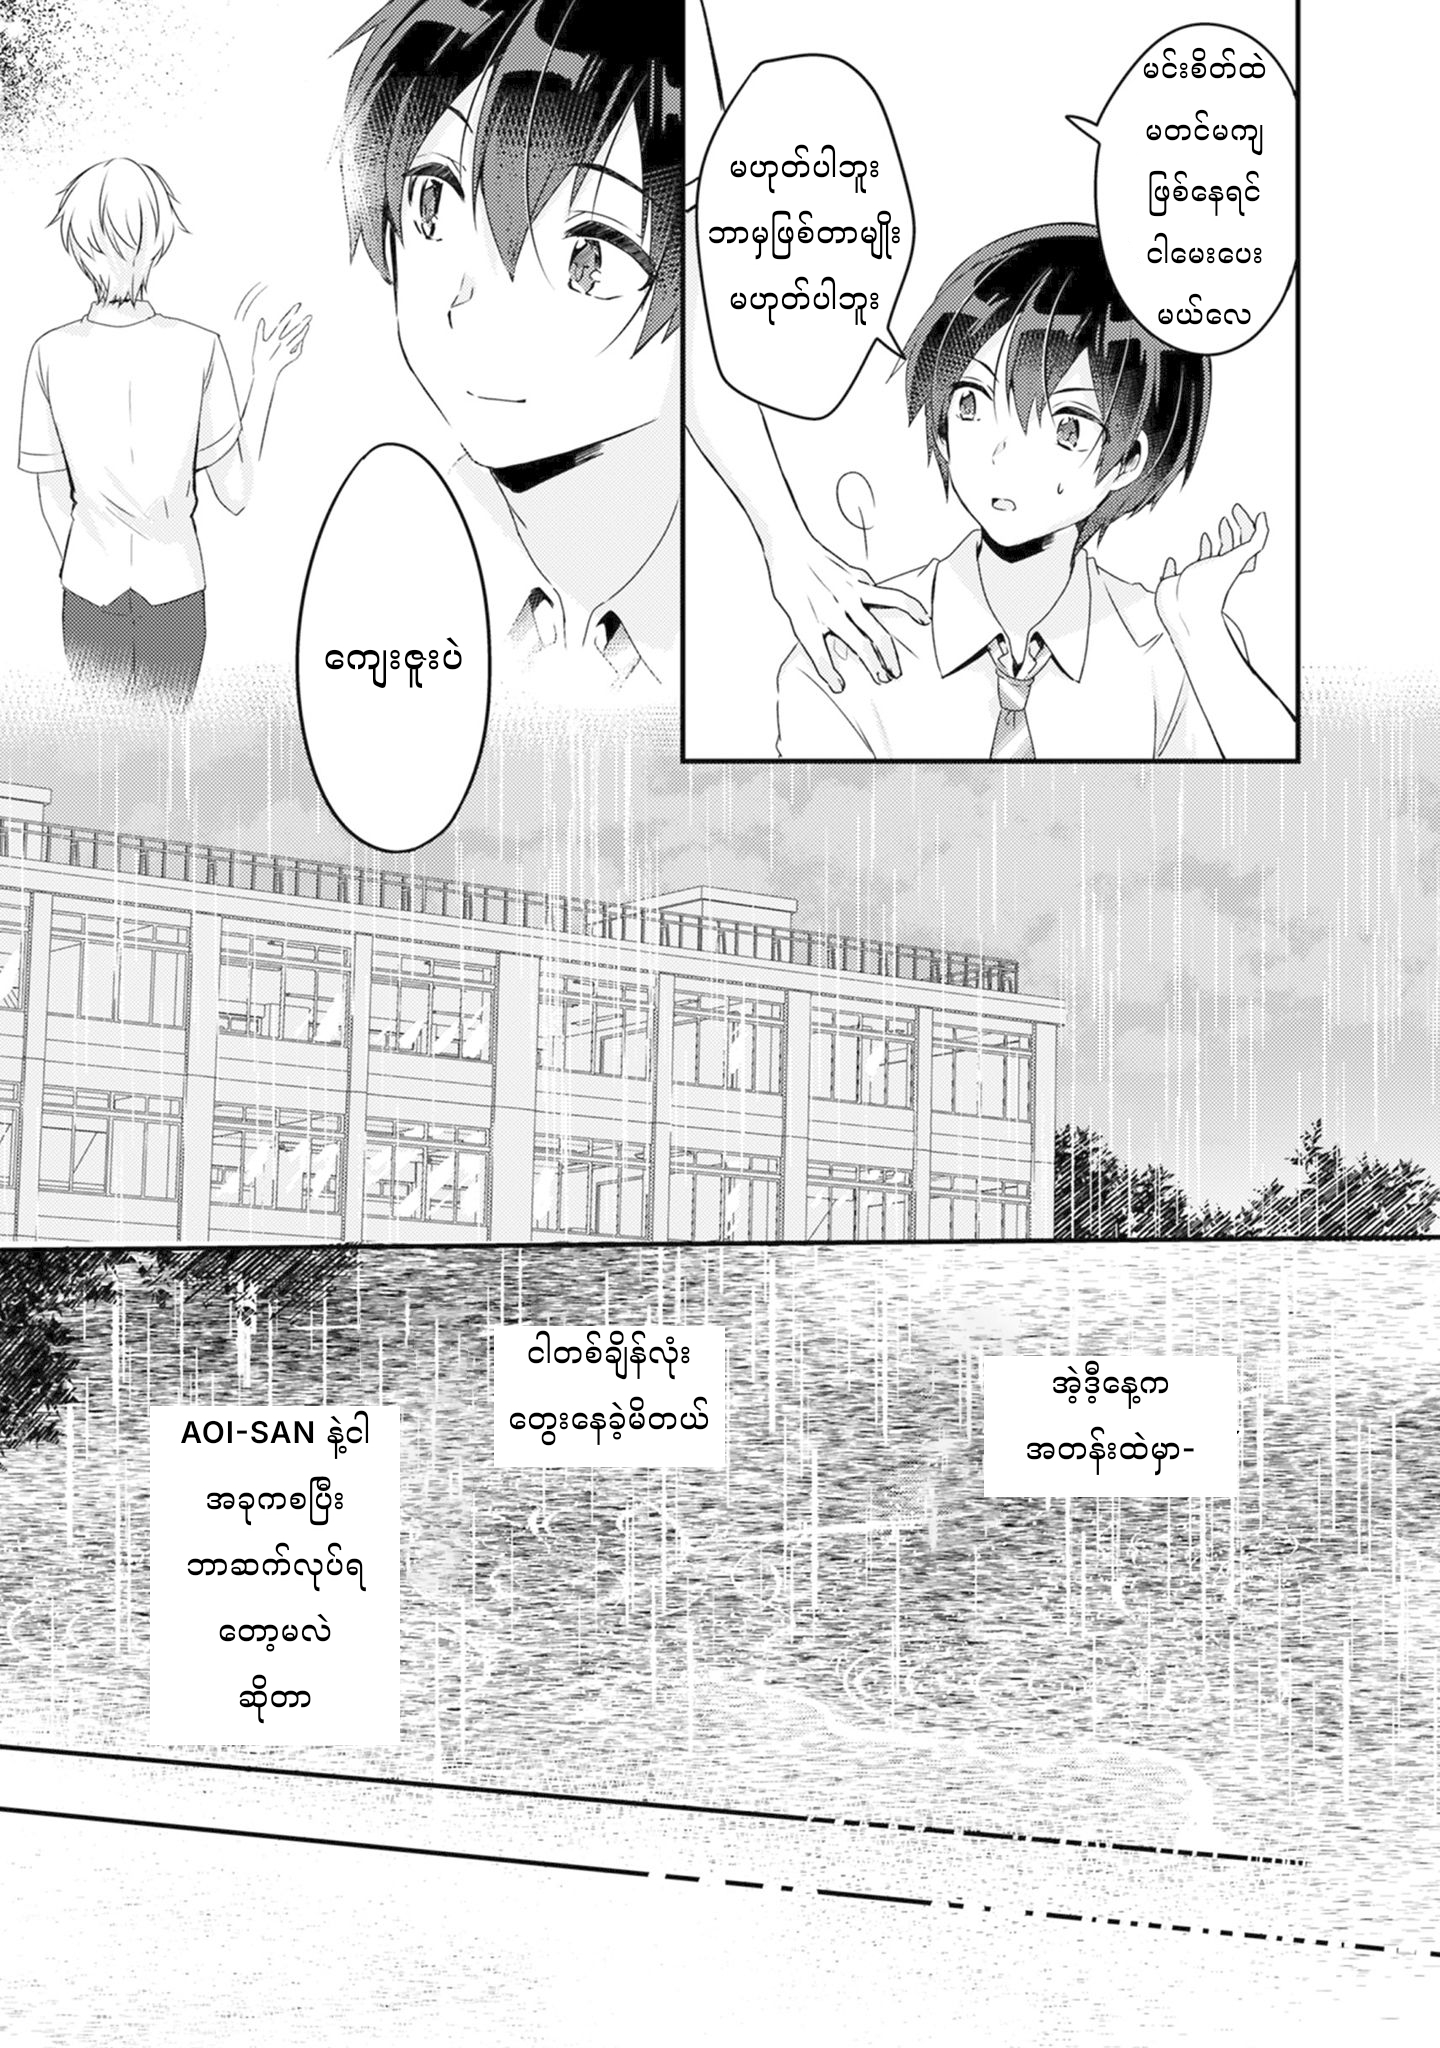 မင်းစိတ်ထဲ
မတင်မကျ
ဖြစ်နေရင်
ငါမေးပေး
မယ်လေ
မဟုတ်ပါဘူး
ဘာမှဖြစ်တာမျိုး
မဟုတ်ပါဘူး
ကျေးဇူးပဲ
အဲ့ဒီ့နေ့က
အတန်းထဲမှာ-
ငါတစ်ချိန်လုံး
တွေးနေခဲ့မိတယ်
AOI-SAN နဲ့ငါ
အခုကစပြီး
ဘာဆက်လုပ်ရ
တော့မလဲ
ဆိုတာ